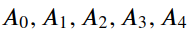 A₀, A₁, A₂, A₃, A₄